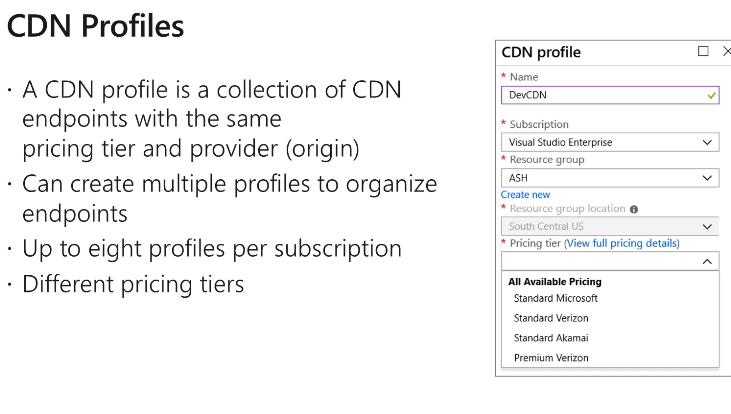 CDN Profiles
· A CDN profile is a collection of CDN
endpoints with the same
pricing tier and provider (origin)
· Can create multiple profiles to organize
endpoints
· Up to eight profiles per subscription
· Different pricing tiers
CDN profile
* Name
DevCDN
* Subscription
Visual Studio Enterprise
* Resource group
ASH
Create new
* Resource group location
South Central US
* Pricing tier (View full pricing details)
All Available Pricing
Standard Microsoft
Standard Verizon
Standard Akamai
Premium Verizon